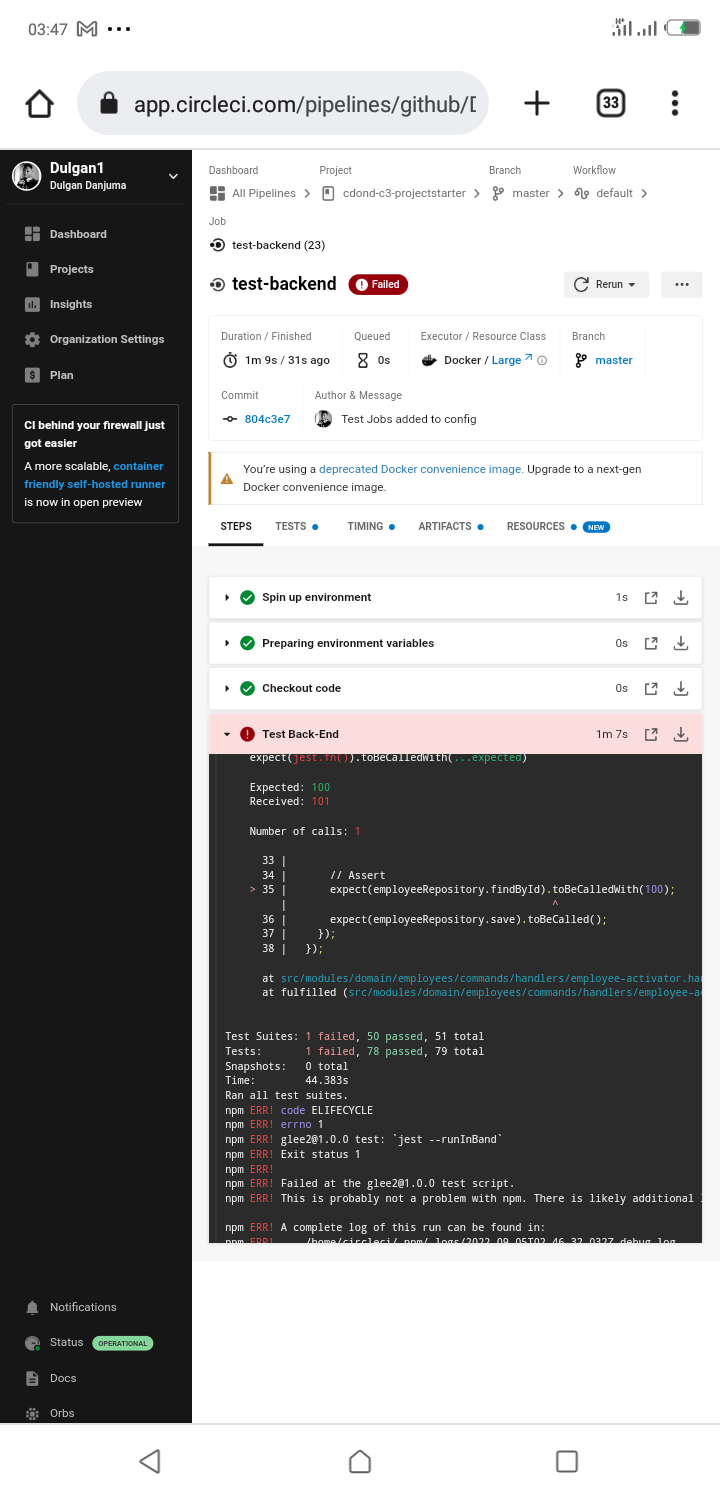 03:47
app.circleci.com/pipelines/github/
33
Dulgan1
Dulgan Danjuma
Dashboard
Projects
Insights
Organization Settings
Plan
CI behind your firewall just
got easier
A more scalable, container
friendly self-hosted runner
is now in open preview
Notifications
Status OPERATIONAL
Docs
Orbs
Dashboard Project Branch Workflow
All Pipelines cdond-c3-projectstarter master default
Job
test-backend (23)
test-backend Failed Rerun
Duration / Finished Queued Executor / Resource Class Branch
1m 9s / 31s ago 0s Docker / Large master
Commit Author & Message
804c3e7 Test Jobs added to config
You're using a deprecated Docker convenience image. Upgrade to a next-gen
Docker convenience image.
STEPS TESTS TIMING ARTIFACTS RESOURCES NEW
Spin up environment 1s
Preparing environment variables 0s
Checkout code 0s
Test Back-End 1m 7s
expect(jest.fn()).toBeCalledWith(...expected)
Expected: 100
Received: 101
Number of calls: 1
33 |
34 | // Assert
> 35 | expect(employeeRepository.findById).toBeCalledWith(100);
| ^
36 | expect(employeeRepository.save).toBeCalled();
37 | });
38 | });
at src/modules/domain/employees/commands/handlers/employee-activator.ha
at fulfilled (src/modules/domain/employees/commands/handlers/employee-a
Test Suites: 1 failed, 50 passed, 51 total
Tests: 1 failed, 78 passed, 79 total
Snapshots: 0 total
Time: 44.383s
Ran all test suites.
npm ERR! code ELIFECYCLE
npm ERR! errno 1
npm ERR! glee2@1.0.0 test: `jest --runInBand`
npm ERR! Exit status 1
npm ERR!
npm ERR! Failed at the glee2@1.0.0 test script.
npm ERR! This is probably not a problem with npm. There is likely additional
npm ERR! A complete log of this run can be found in:
npm ERR! /home/circleci/.npm/_logs/2022-09-05T02_46_32_032Z-debug.log